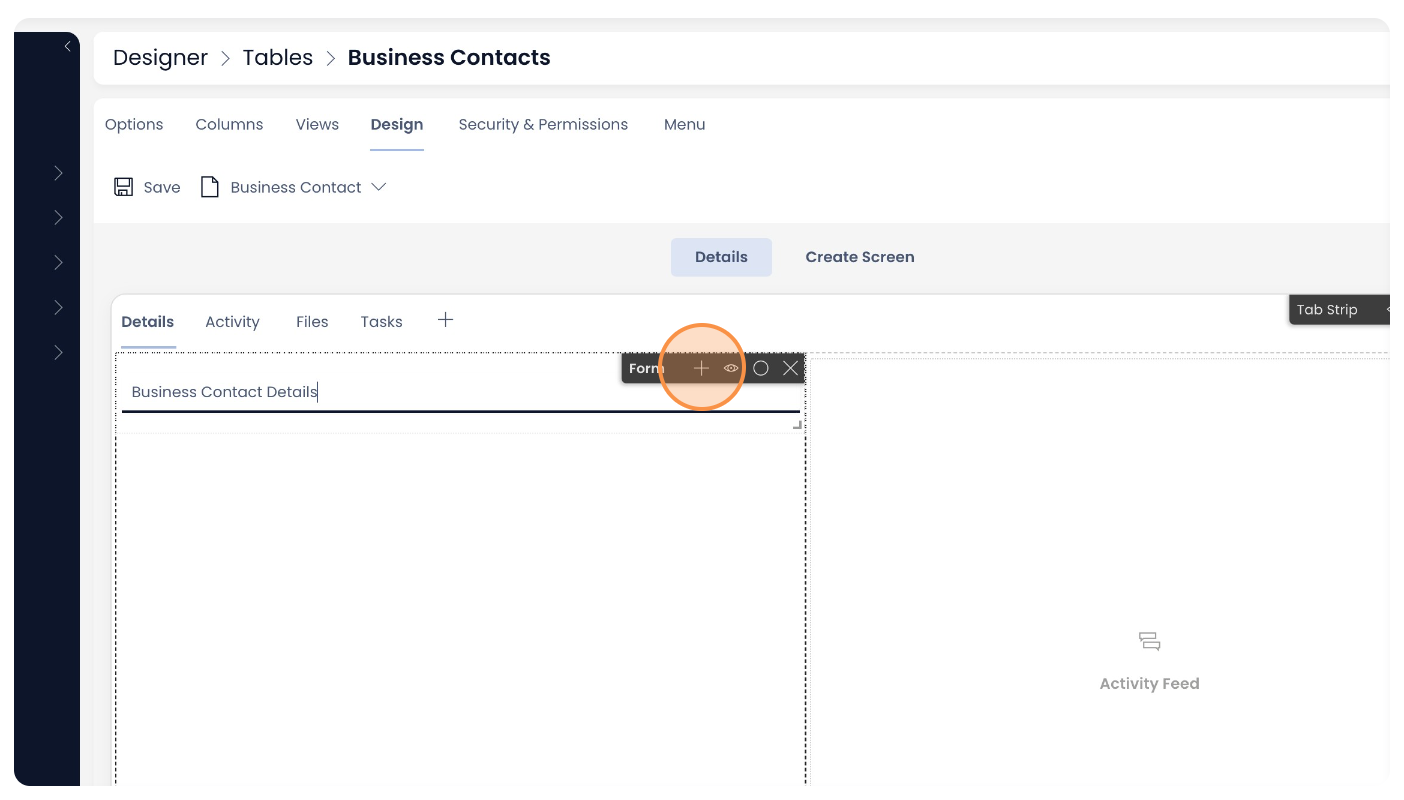 Designer > Tables > Business Contacts
Options Columns Views Design Security & Permissions Menu
Save Business Contact
Details Create Screen
Details Activity Files Tasks
Tab Strip
Form
Business Contact Details
Activity Feed